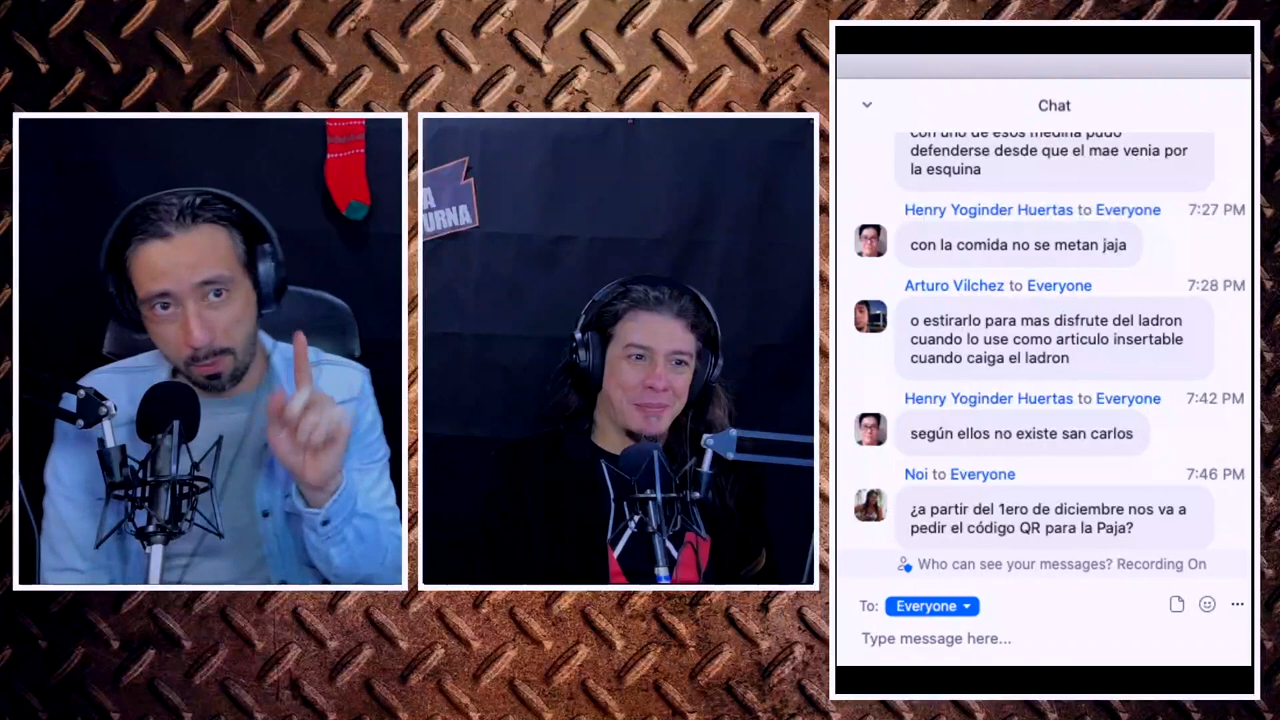 A
URNA
Chat
con uno de esos medina pudo
defenderse desde que el mae venia por
la esquina
Henry Yoginder Huertas to Everyone 7:27 PM
con la comida no se metan jaja
Arturo Vilchez to Everyone 7:28 PM
o estirarlo para mas disfrute del ladron
cuando lo use como articulo insertable
cuando caiga el ladron
Henry Yoginder Huertas to Everyone 7:42 PM
según ellos no existe san carlos
Noi to Everyone 7:46 PM
¿a partir del 1ero de diciembre nos va a
pedir el código QR para la Paja?
Who can see your messages? Recording On
To: Everyone
Type message here...